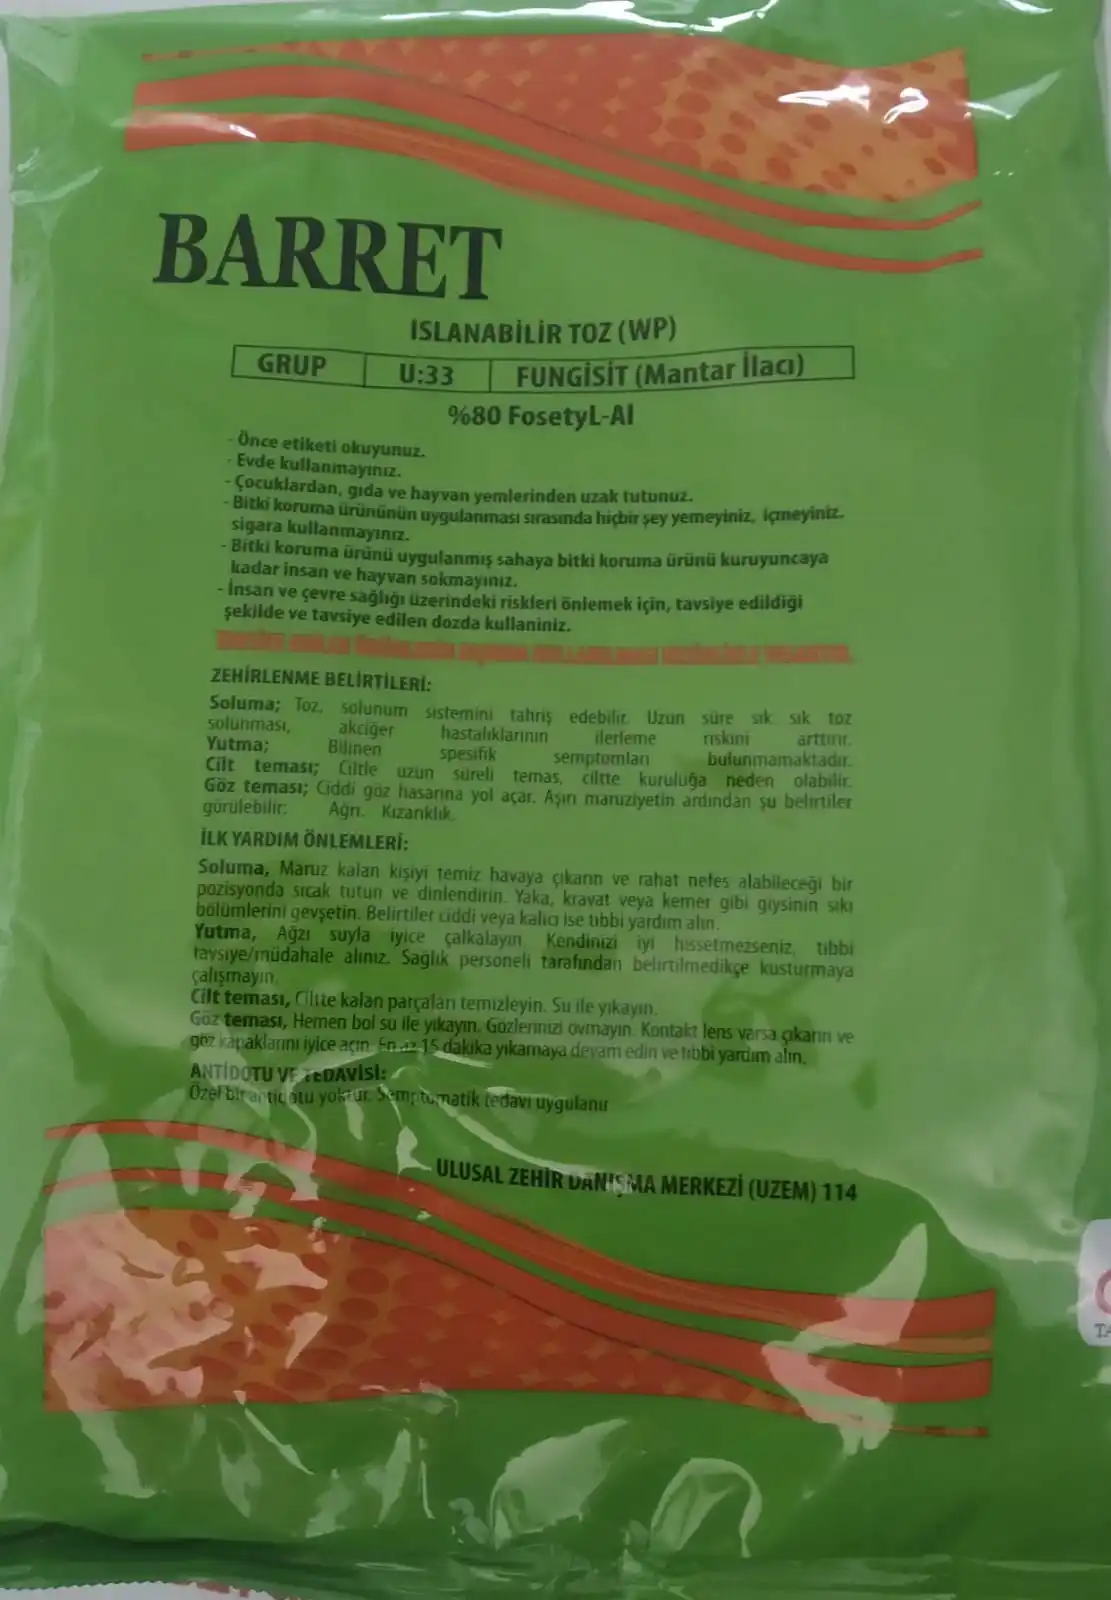 BARRET
ISLANABİLİR TOZ (WP)
GRUP U:33 FUNGİSİT (Mantar İlacı)
%80 FosetyL-Al
- Önce etiketi okuyunuz.
- Evde kullanmayınız.
- Çocuklardan, gıda ve hayvan yemlerinden uzak tutunuz.
- Bitki koruma ürününün uygulanması sırasında hiçbir şey yemeyiniz, içmeyiniz.
sigara kullanmayınız.
- Bitki koruma ürünü uygulanmış sahaya bitki koruma ürünü kuruyuncaya
kadar insan ve hayvan sokmayınız.
- İnsan ve çevre sağlığı üzerindeki riskleri önlemek için, tavsiye edildiği
şekilde ve tavsiye edilen dozda kullaniniz.
ZEHİRLENME BELİRTİLERİ:
Soluma; Toz, solunum sistemini tahriş edebilir. Uzun süre sık sık toz
solunması, akciğer hastalıklarının ilerleme riskini arttırır.
Yutma; Bilinen spesifik semptomları bulunmamaktadır.
Cilt teması; Ciltle uzun süreli temas, ciltte kuruluğa neden olabilir.
Göz teması; Ciddi göz hasarına yol açar. Aşırı maruziyetin ardından şu belirtiler
görülebilir: Ağrı. Kızarıklık.
İLK YARDIM ÖNLEMLERİ:
Soluma, Maruz kalan kişiyi temiz havaya çıkarın ve rahat nefes alabileceği bir
pozisyonda sıcak tutun ve dinlendirin. Yaka, kravat veya kemer gibi giysinin sıkı
bölümlerini gevşetin. Belirtiler ciddi veya kalıcı ise tıbbi yardım alın.
Yutma, Ağzı suyla iyice çalkalayın. Kendinizi iyi hissetmezseniz, tıbbi
tavsiye/müdahale alınız. Sağlık personeli tarafından belirtilmedikçe kusturmaya
çalışmayın.
Cilt teması, Ciltte kalan parçaları temizleyin. Su ile yıkayın.
Göz teması, Hemen bol su ile yıkayın. Gözlerinizi ovmayın. Kontakt lens varsa çıkarın ve
göz kapaklarını iyice açın. En az 15 dakika yıkamaya devam edin ve tıbbi yardım alın.
ANTİDOTU VE TEDAVİSİ:
Özel bir antidotu yoktur. Semptomatik tedavi uygulanır
ULUSAL ZEHİR DANIŞMA MERKEZİ (UZEM) 114